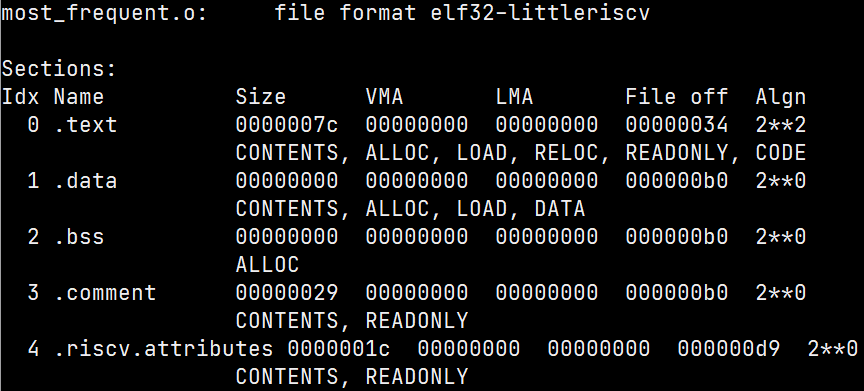 most_frequent.o:     file format elf32-littleriscv

Sections:
Idx Name          Size      VMA       LMA       File off  Algn
  0 .text         0000007c  00000000  00000000  00000034  2**2
                  CONTENTS, ALLOC, LOAD, RELOC, READONLY, CODE
  1 .data         00000000  00000000  00000000  000000b0  2**0
                  CONTENTS, ALLOC, LOAD, DATA
  2 .bss          00000000  00000000  00000000  000000b0  2**0
                  ALLOC
  3 .comment      00000029  00000000  00000000  000000b0  2**0
                  CONTENTS, READONLY
  4 .riscv.attributes 0000001c  00000000  00000000  000000d9  2**0
                  CONTENTS, READONLY